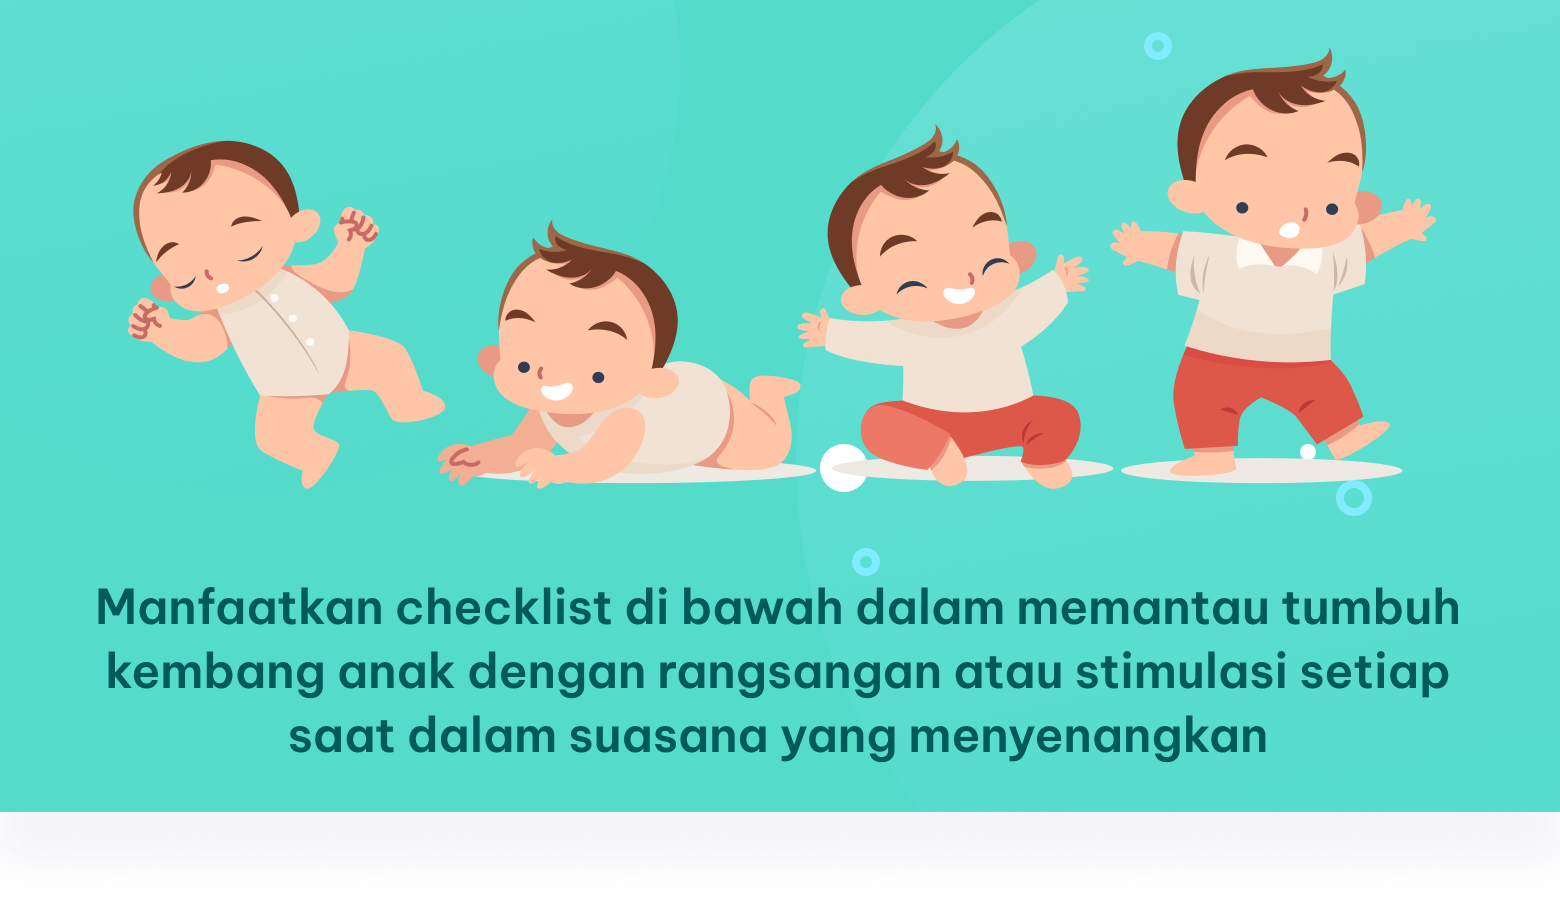 Manfaatkan checklist di bawah dalam memantau tumbuh
kembang anak dengan rangsangan atau stimulasi setiap
saat dalam suasana yang menyenangkan